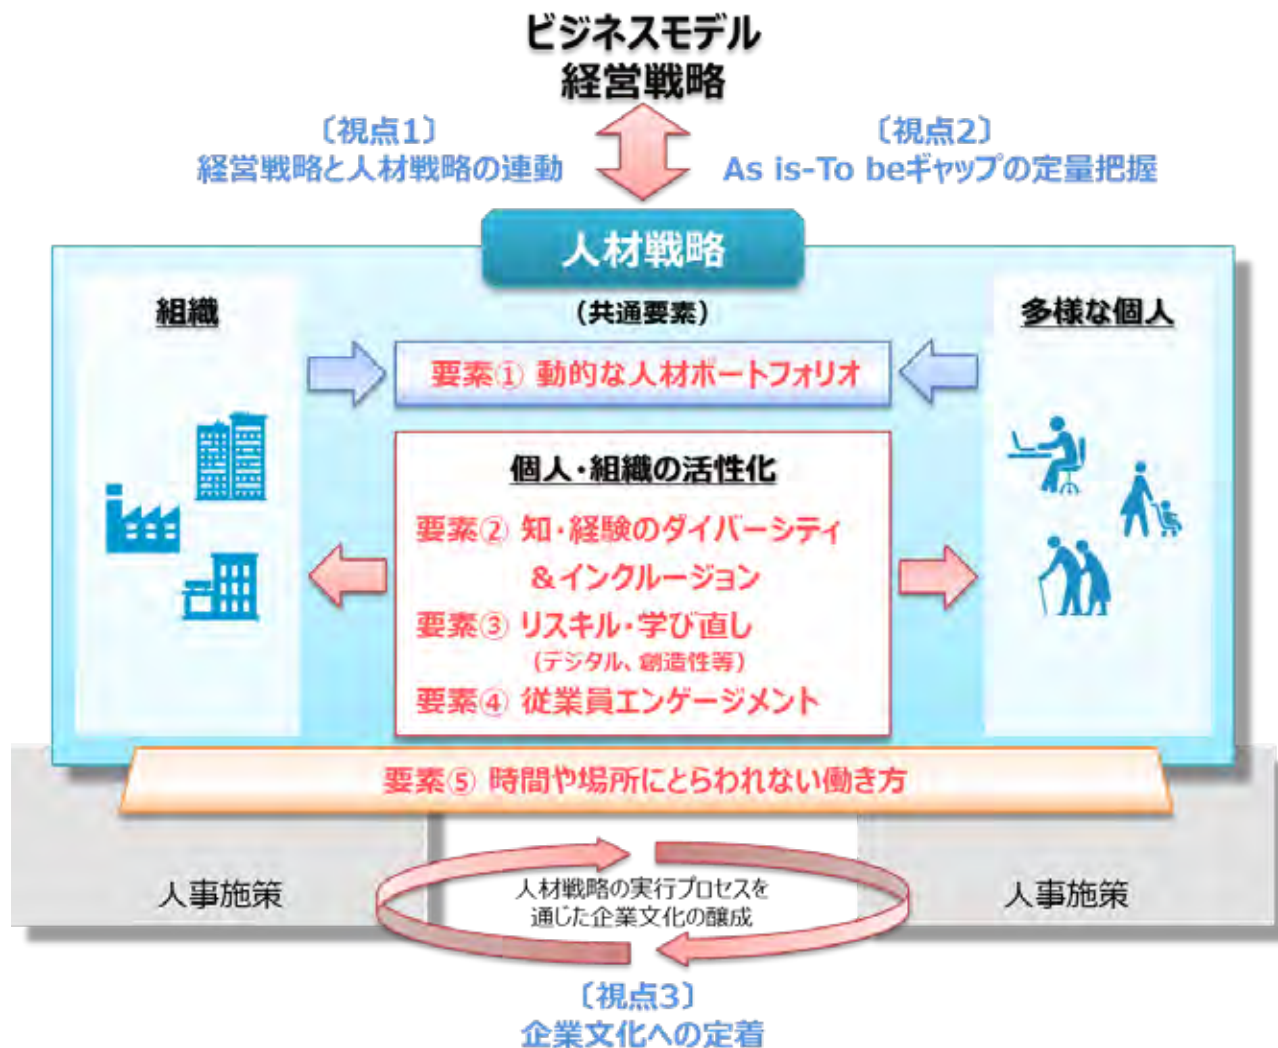 ビジネスモデル
経営戦略
〔視点1〕
経営戦略と人材戦略の連動
〔視点2〕
As is-To beギャップの定量把握
人材戦略
（共通要素）
組織
多様な個人
要素① 動的な人材ポートフォリオ
個人・組織の活性化
要素② 知・経験のダイバーシティ
＆インクルージョン
要素③ リスキル・学び直し
（デジタル、創造性等）
要素④ 従業員エンゲージメント
要素⑤ 時間や場所にとらわれない働き方
人事施策
人材戦略の実行プロセスを
通じた企業文化の醸成
人事施策
〔視点3〕
企業文化への定着